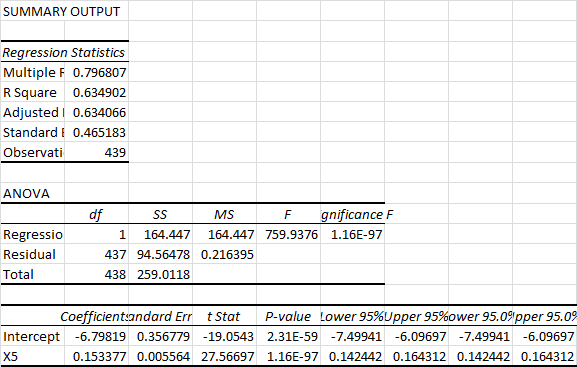 SUMMARY OUTPUT
Regression Statistics
Multiple F 0.796807
R Square 0.634902
Adjusted I 0.634066
Standard E 0.465183
Observati 439
ANOVA
df SS MS F gnificance F
Regressio 1 164.447 164.447 759.9376 1.16E-97
Residual 437 94.56478 0.216395
Total 438 259.0118
Coefficients andard Err t Stat P-value Lower 95% Upper 95% ower 95.0% pper 95.0%
Intercept -6.79819 0.356779 -19.0543 2.31E-59 -7.49941 -6.09697 -7.49941 -6.09697
X5 0.153377 0.005564 27.56697 1.16E-97 0.142442 0.164312 0.142442 0.164312